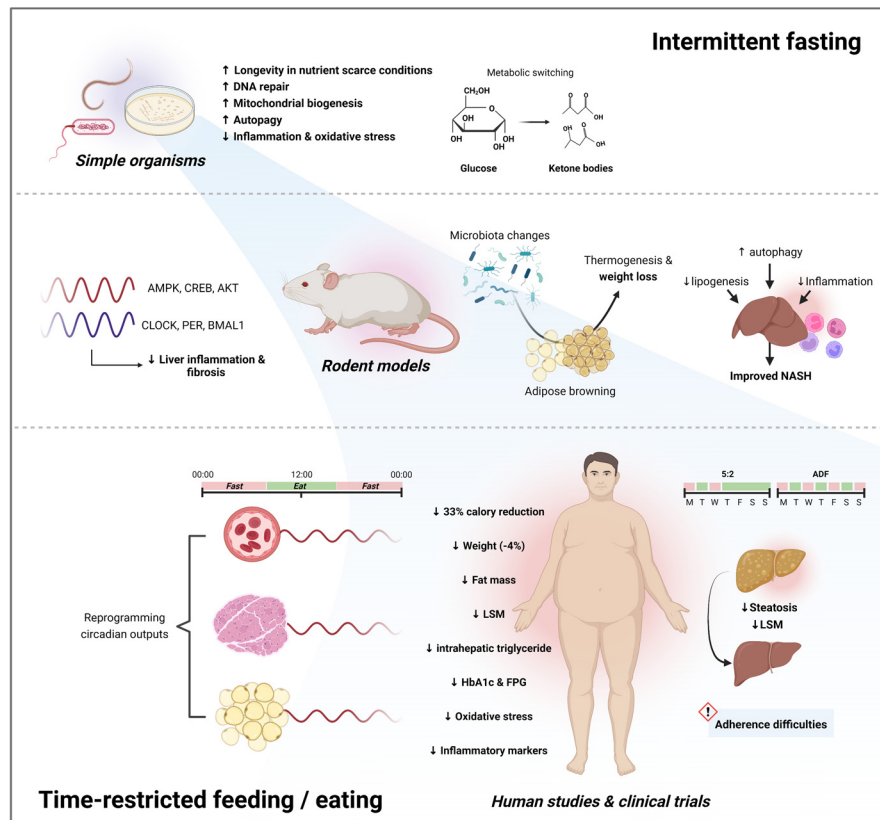 Intermittent fasting
↑ Longevity in nutrient scarce conditions
↑ DNA repair
↑ Mitochondrial biogenesis
↑ Autopagy
↓ Inflammation & oxidative stress
Simple organisms
Metabolic switching
CH₂OH
O
OH
OH
OH
OH
Glucose
O
O
OH
OH
O
OH
Ketone bodies
AMPK, CREB, AKT
CLOCK, PER, BMAL1
↓ Liver inflammation &
fibrosis
Rodent models
Microbiota changes
Thermogenesis &
weight loss
Adipose browning
↑ autophagy
↓lipogenesis
↓Inflammation
Improved NASH
00:00 12:00 00:00
Fast Eat Fast
Reprogramming
circadian outputs
↓ 33% calory reduction
↓ Weight (-4%)
↓ Fat mass
↓ LSM
↓ intrahepatic triglyceride
↓ HbA1c & FPG
↓ Oxidative stress
↓ Inflammatory markers
5:2 ADF
M T W T F S S M T W T F S S
↓Steatosis
↓LSM
!
Adherence difficulties
Time-restricted feeding / eating
Human studies & clinical trials